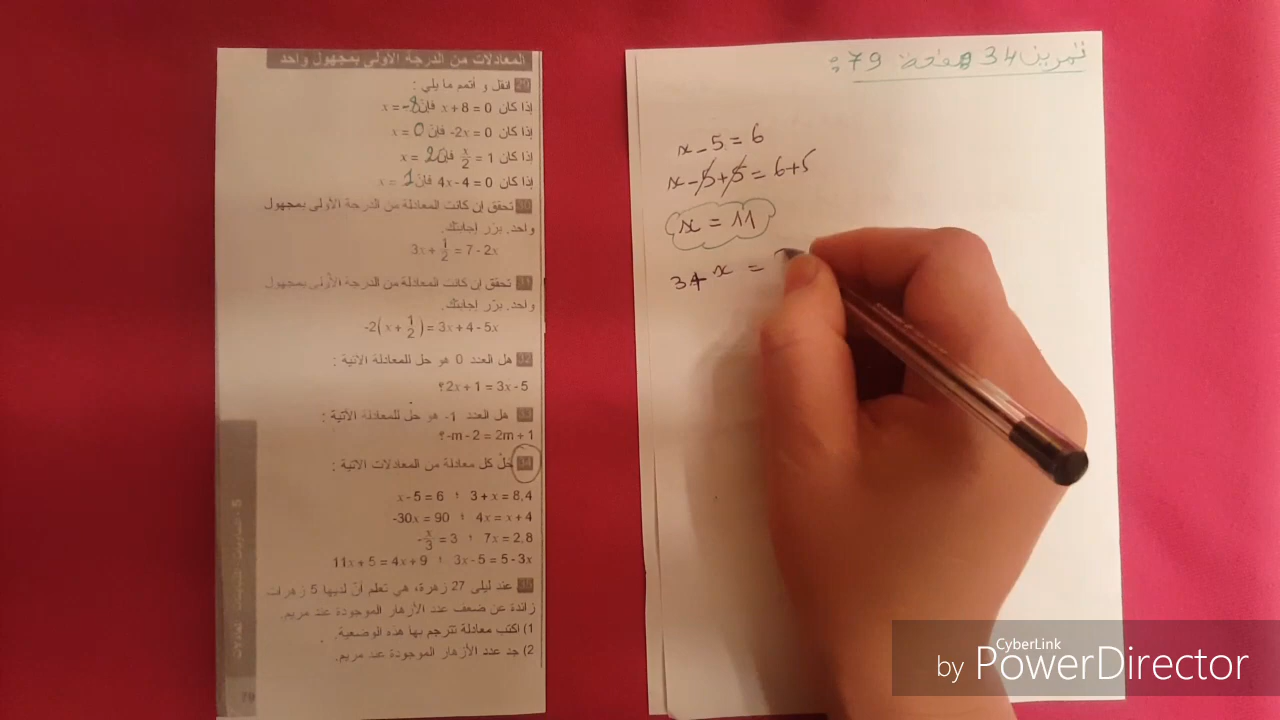 المعادلات من الدرجة الأولى بمجهول واحد
29 انقل و أتمم ما يلي :
إذا كان x + 8 = 0 فإن x = -8
إذا كان -2x = 0 فإن x = 0
إذا كان x/2 = 1 فإن x = 2
إذا كان 4x - 4 = 0 فإن x = 1
30 تحقق إن كانت المعادلة من الدرجة الأولى بمجهول
واحد. برّر إجابتك.
3x + 1/2 = 7 - 2x
31 تحقق إن كانت المعادلة من الدرجة الأولى بمجهول
واحد. برّر إجابتك.
-2( x + 1/2 ) = 3x + 4 - 5x
32 هل العدد 0 هو حل للمعادلة الآتية :
2x + 1 = 3x - 5؟
33 هل العدد -1 هو حل للمعادلة الآتية :
-m - 2 = 2m + 1؟
34 حلّ كل معادلة من المعادلات الآتية :
x - 5 = 6 ؛ 3 + x = 8,4
-30x = 90 ؛ 4x = x + 4
-x/3 = 3 ؛ 7x = 2,8
11x + 5 = 4x + 9 ؛ 3x - 5 = 5 - 3x
35 عند ليلى 27 زهرة، هي تعلم أنّ لديها 5 زهرات
زائدة عن ضعف عدد الأزهار الموجودة عند مريم.
1) اكتب معادلة تترجم بها هذه الوضعية.
2) جد عدد الأزهار الموجودة عند مريم.
5 - المساويات - المتباينات - المعادلات
79
تمرين 34 صفحة 79:
x - 5 = 6
x - 5 + 5 = 6 + 5
x = 11
3+x =
by CyberLink PowerDirector